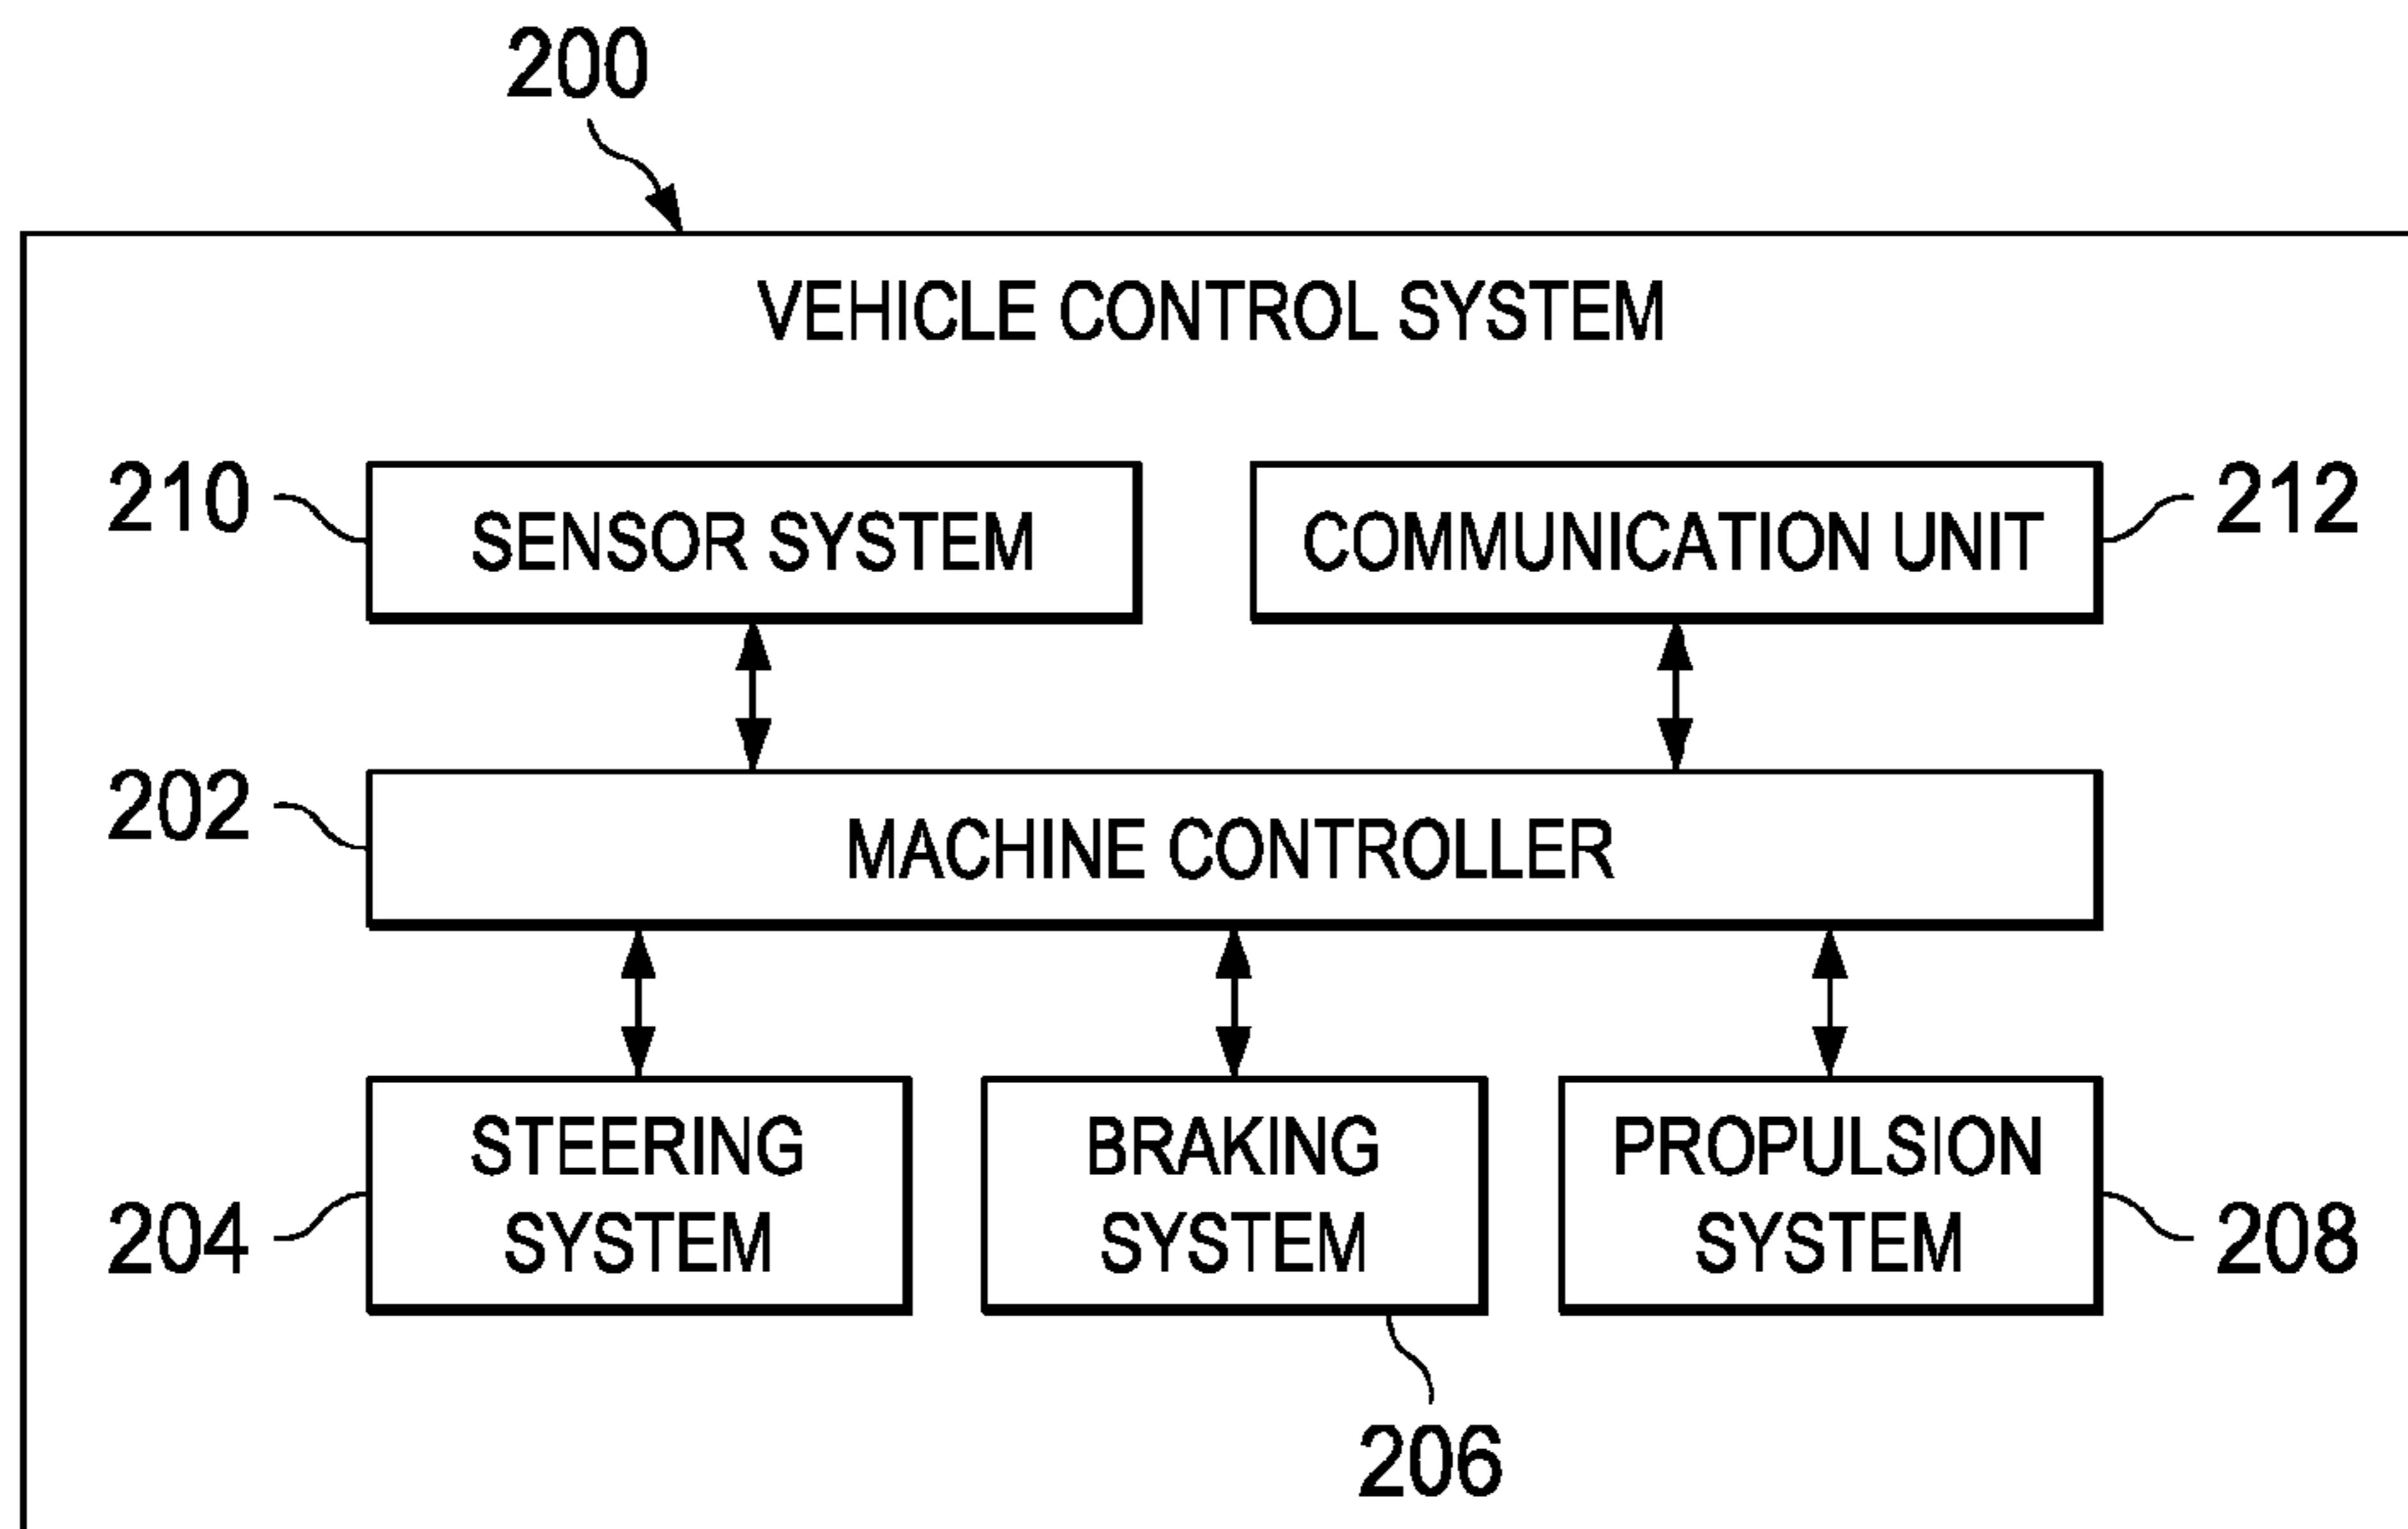 200
VEHICLE CONTROL SYSTEM
210
SENSOR SYSTEM
COMMUNICATION UNIT
212
202
MACHINE CONTROLLER
204
STEERING
SYSTEM
BRAKING
SYSTEM
PROPULSION
SYSTEM
208
206